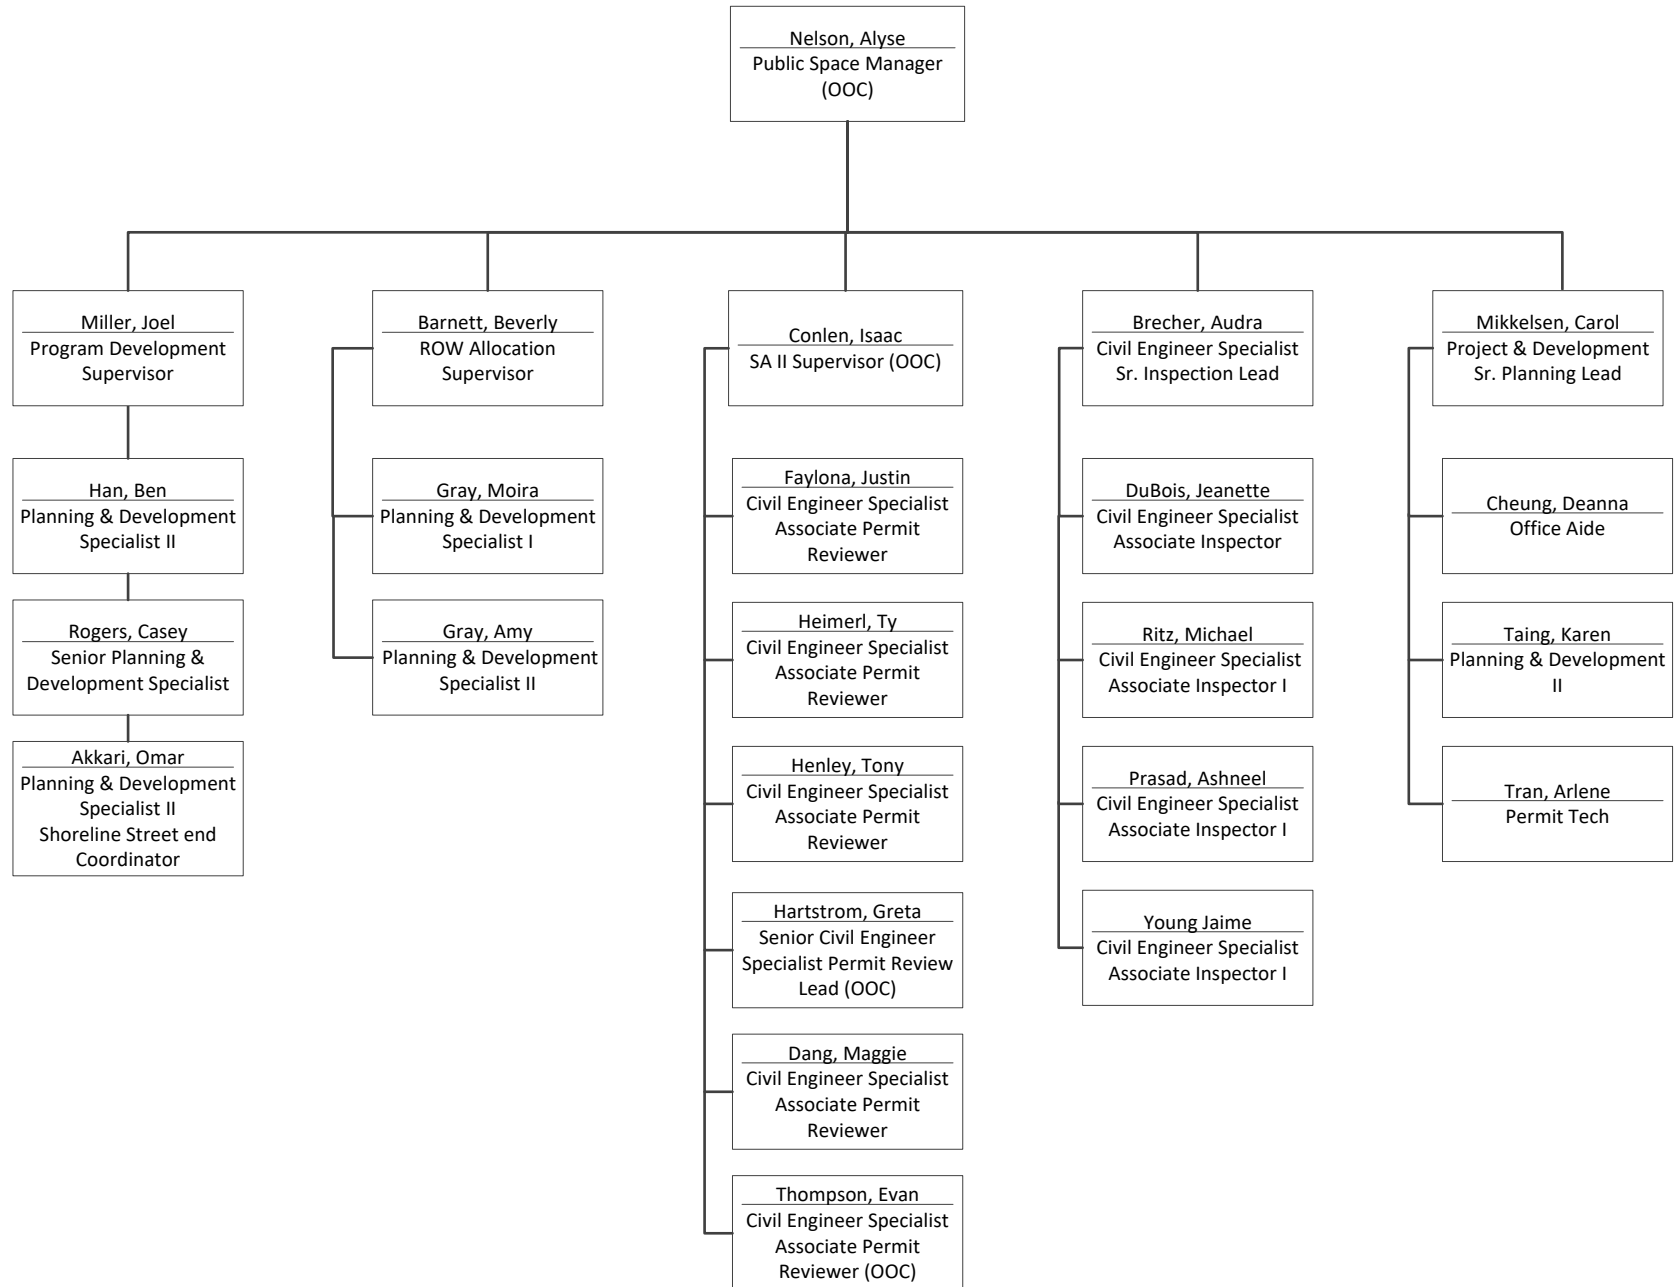 Nelson, Alyse
Public Space Manager
(OOC)
Miller, Joel
Program Development
Supervisor
Han, Ben
Planning & Development
Specialist II
Rogers, Casey
Senior Planning &
Development Specialist
Akkari, Omar
Planning & Development
Specialist II
Shoreline Street end
Coordinator
Barnett, Beverly
ROW Allocation
Supervisor
Gray, Moira
Planning & Development
Specialist I
Gray, Amy
Planning & Development
Specialist II
Conlen, Isaac
SA II Supervisor (OOC)
Faylona, Justin
Civil Engineer Specialist
Associate Permit
Reviewer
Heimerl, Ty
Civil Engineer Specialist
Associate Permit
Reviewer
Henley, Tony
Civil Engineer Specialist
Associate Permit
Reviewer
Hartstrom, Greta
Senior Civil Engineer
Specialist Permit Review
Lead (OOC)
Dang, Maggie
Civil Engineer Specialist
Associate Permit
Reviewer
Thompson, Evan
Civil Engineer Specialist
Associate Permit
Reviewer (OOC)
Brecher, Audra
Civil Engineer Specialist
Sr. Inspection Lead
DuBois, Jeanette
Civil Engineer Specialist
Associate Inspector
Ritz, Michael
Civil Engineer Specialist
Associate Inspector I
Prasad, Ashneel
Civil Engineer Specialist
Associate Inspector I
Young Jaime
Civil Engineer Specialist
Associate Inspector I
Mikkelsen, Carol
Project & Development
Sr. Planning Lead
Cheung, Deanna
Office Aide
Taing, Karen
Planning & Development
II
Tran, Arlene
Permit Tech